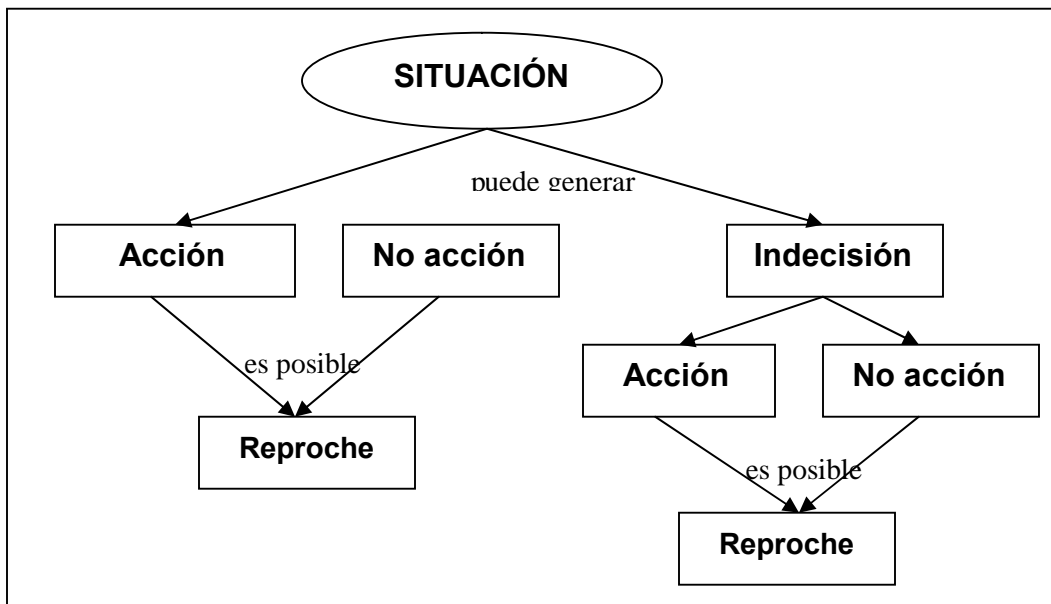 SITUACIÓN
puede generar
Acción
No acción
Indecisión
es posible
Acción
No acción
Reproche
es posible
Reproche